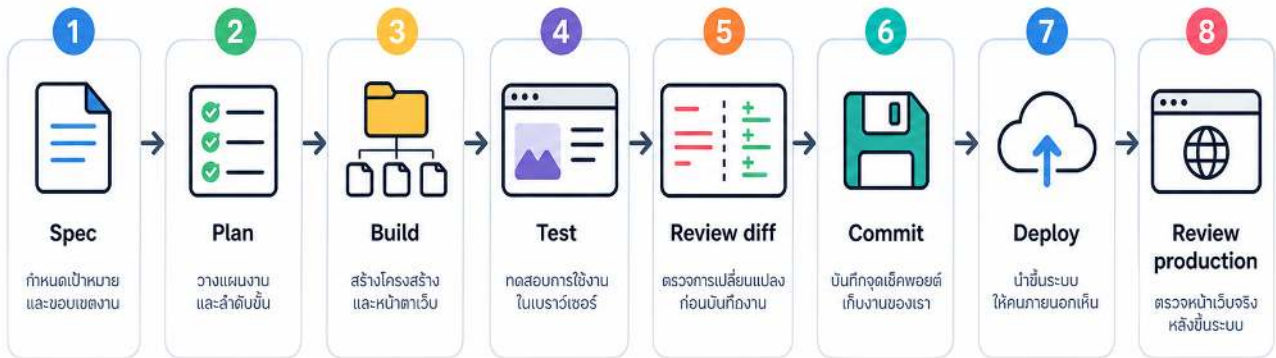 1
Spec
กำหนดเป้าหมาย
และขอบเขตงาน
2
Plan
วางแผนงาน
และลำดับขั้น
3
Build
สร้างโครงสร้าง
และหน้าตาเว็บ
4
Test
ทดสอบการใช้งาน
ในเบราว์เซอร์
5
Review diff
ตรวจการเปลี่ยนแปลง
ก่อนบันทึกงาน
6
Commit
บันทึกจุดเช็คพอยต์
เก็บงานของเรา
7
Deploy
นำขึ้นระบบ
ให้คนภายนอกเห็น
8
Review
production
ตรวจหน้าเว็บจริง
หลังขึ้นระบบ